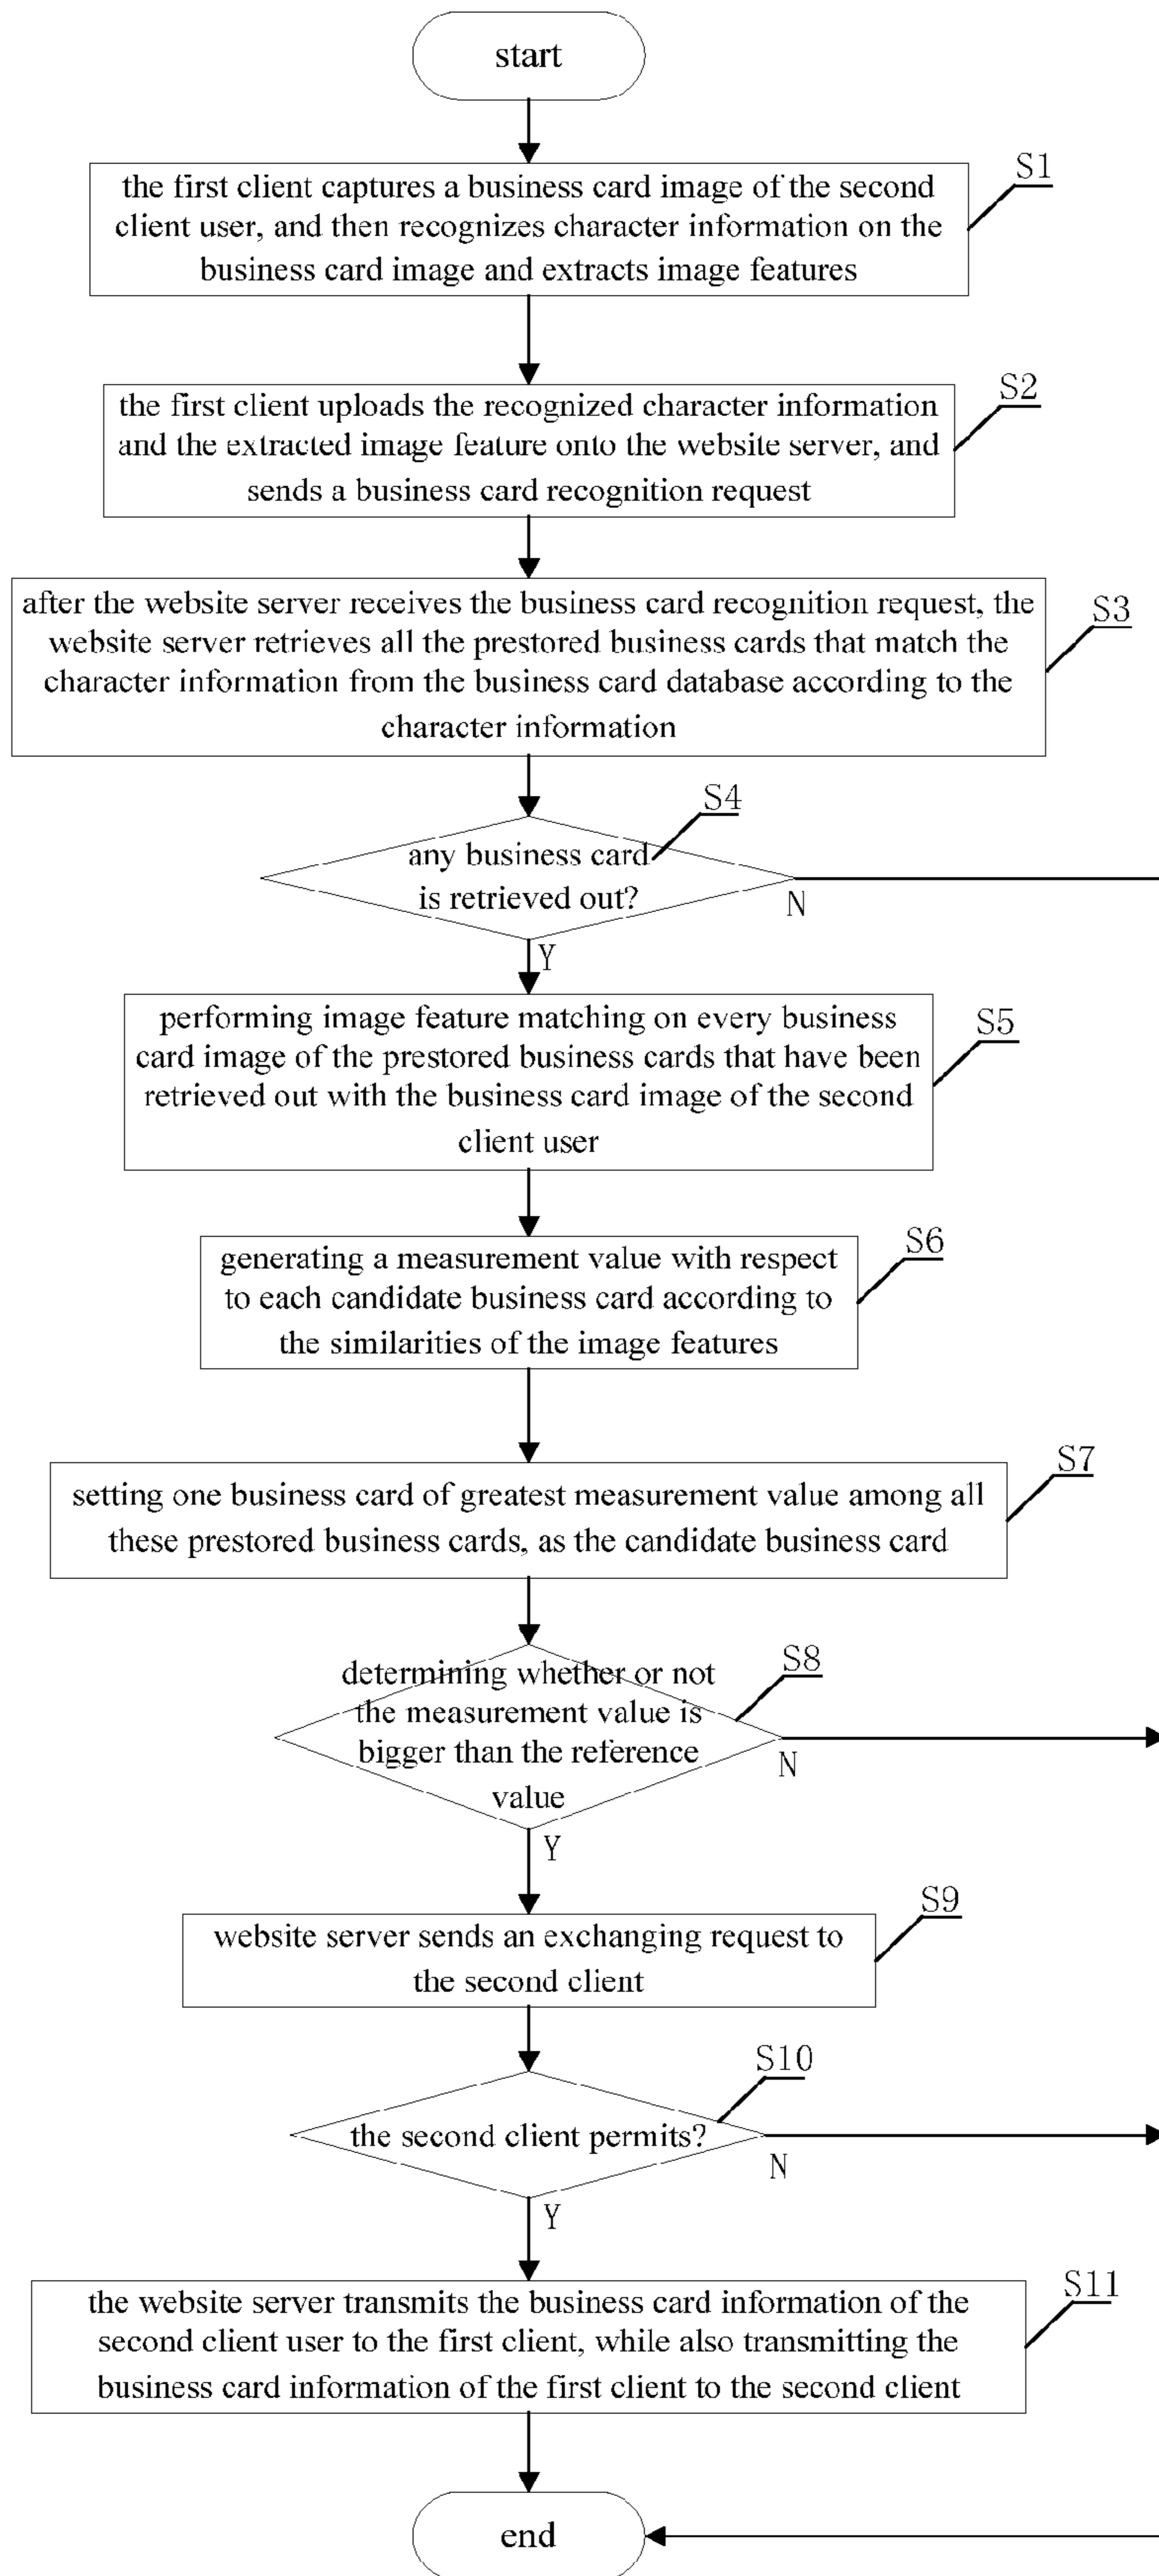 start
S1
the first client captures a business card image of the second
client user, and then recognizes character information on the
business card image and extracts image features
S2
the first client uploads the recognized character information
and the extracted image feature onto the website server, and
sends a business card recognition request
S3
after the website server receives the business card recognition request, the
website server retrieves all the prestored business cards that match the
character information from the business card database according to the
character information
S4
any business card
is retrieved out?
N
Y
S5
performing image feature matching on every business
card image of the prestored business cards that have been
retrieved out with the business card image of the second
client user
S6
generating a measurement value with respect
to each candidate business card according to
the similarities of the image features
S7
setting one business card of greatest measurement value among all
these prestored business cards, as the candidate business card
S8
determining whether or not
the measurement value is
bigger than the reference
value
N
Y
S9
website server sends an exchanging request to
the second client
S10
the second client permits?
N
Y
S11
the website server transmits the business card information of the
second client user to the first client, while also transmitting the
business card information of the first client to the second client
end